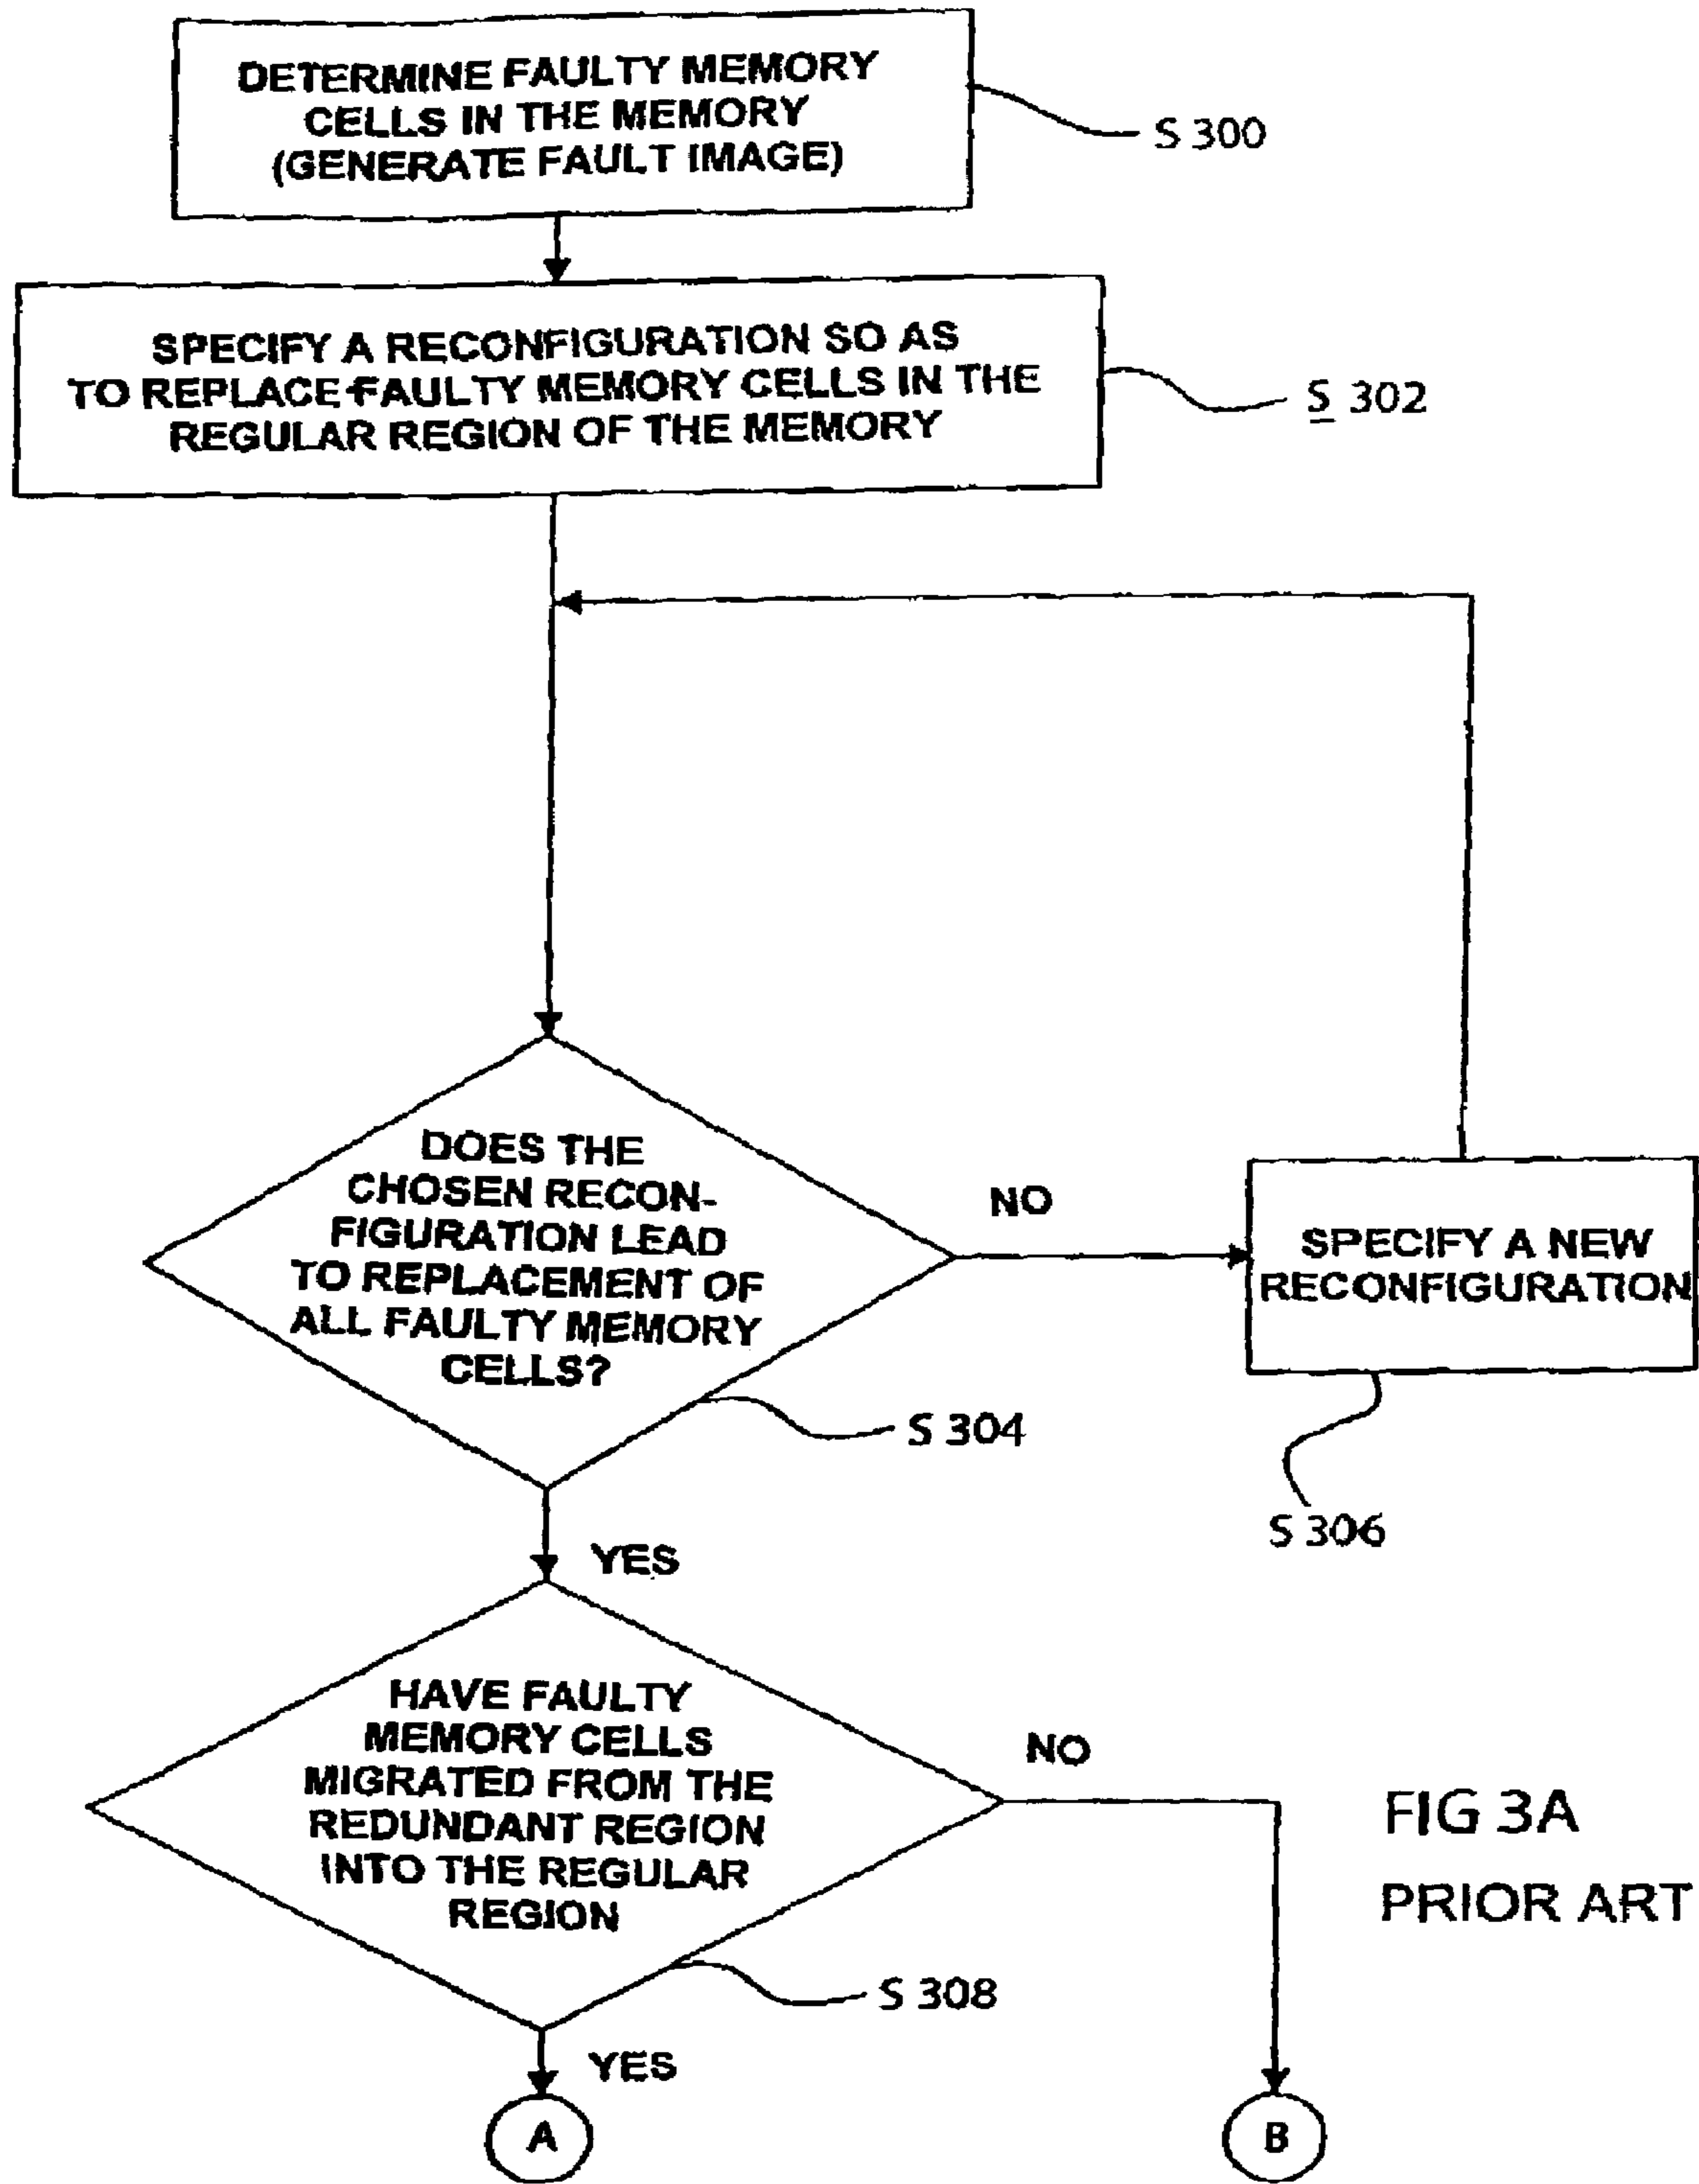 DETERMINE FAULTY MEMORY
CELLS IN THE MEMORY
(GENERATE FAULT IMAGE)
S 300
SPECIFY A RECONFIGURATION SO AS
TO REPLACE FAULTY MEMORY CELLS IN THE
REGULAR REGION OF THE MEMORY
S 302
DOES THE
CHOSEN RECON-
FIGURATION LEAD
TO REPLACEMENT OF
ALL FAULTY MEMORY
CELLS?
NO
SPECIFY A NEW
RECONFIGURATION
S 304
S 306
YES
HAVE FAULTY
MEMORY CELLS
MIGRATED FROM THE
REDUNDANT REGION
INTO THE REGULAR
REGION
NO
S 308
FIG 3A
PRIOR ART
YES
A
B